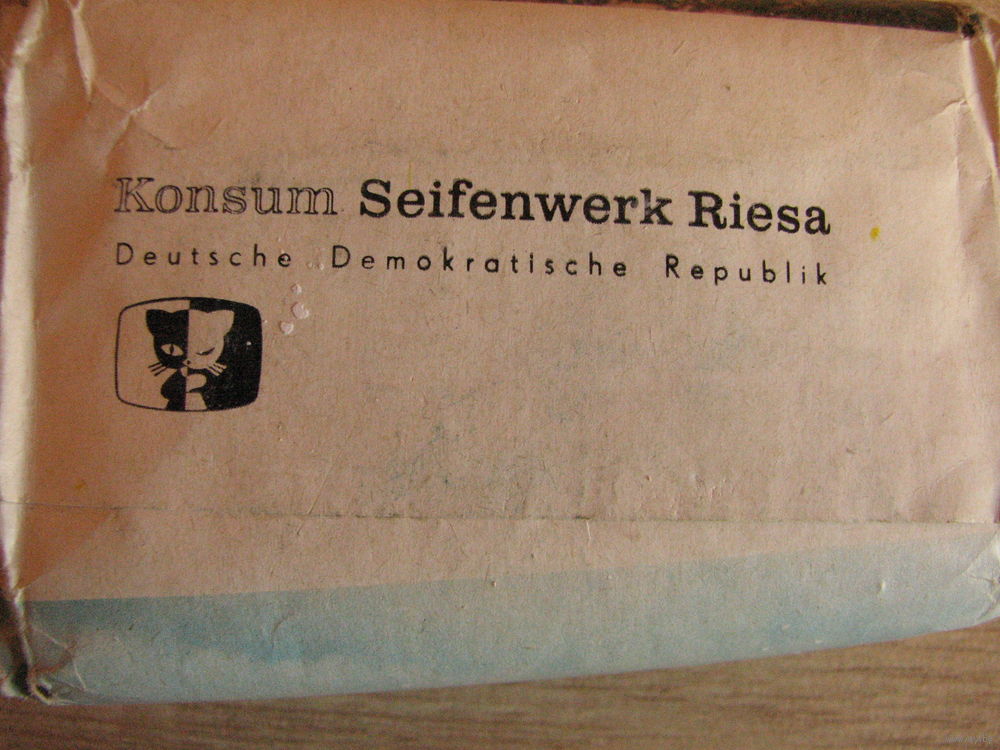 Konsum Seifenwerk Riesa
Deutsche Demokratische Republik